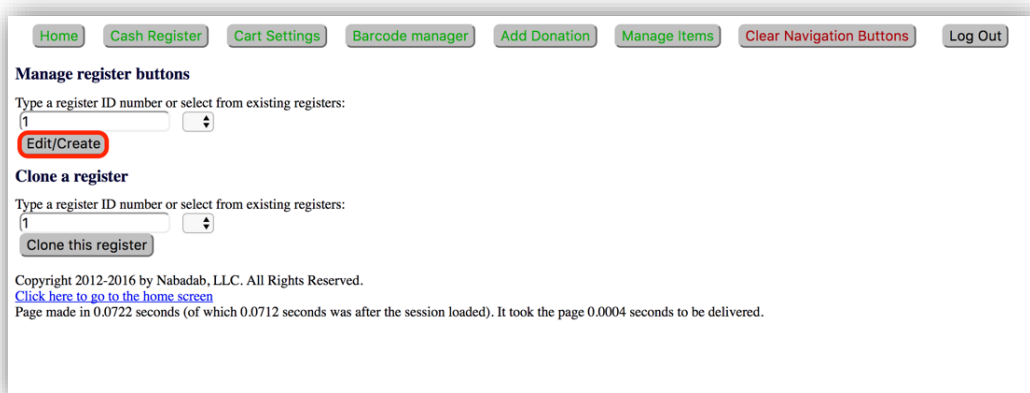 Home Cash Register Cart Settings Barcode manager Add Donation Manage Items Clear Navigation Buttons Log Out
Manage register buttons
Type a register ID number or select from existing registers:
1
Edit/Create
Clone a register
Type a register ID number or select from existing registers:
1
Clone this register
Copyright 2012-2016 by Nabadab, LLC. All Rights Reserved.
Click here to go to the home screen
Page made in 0.0722 seconds (of which 0.0712 seconds was after the session loaded). It took the page 0.0004 seconds to be delivered.